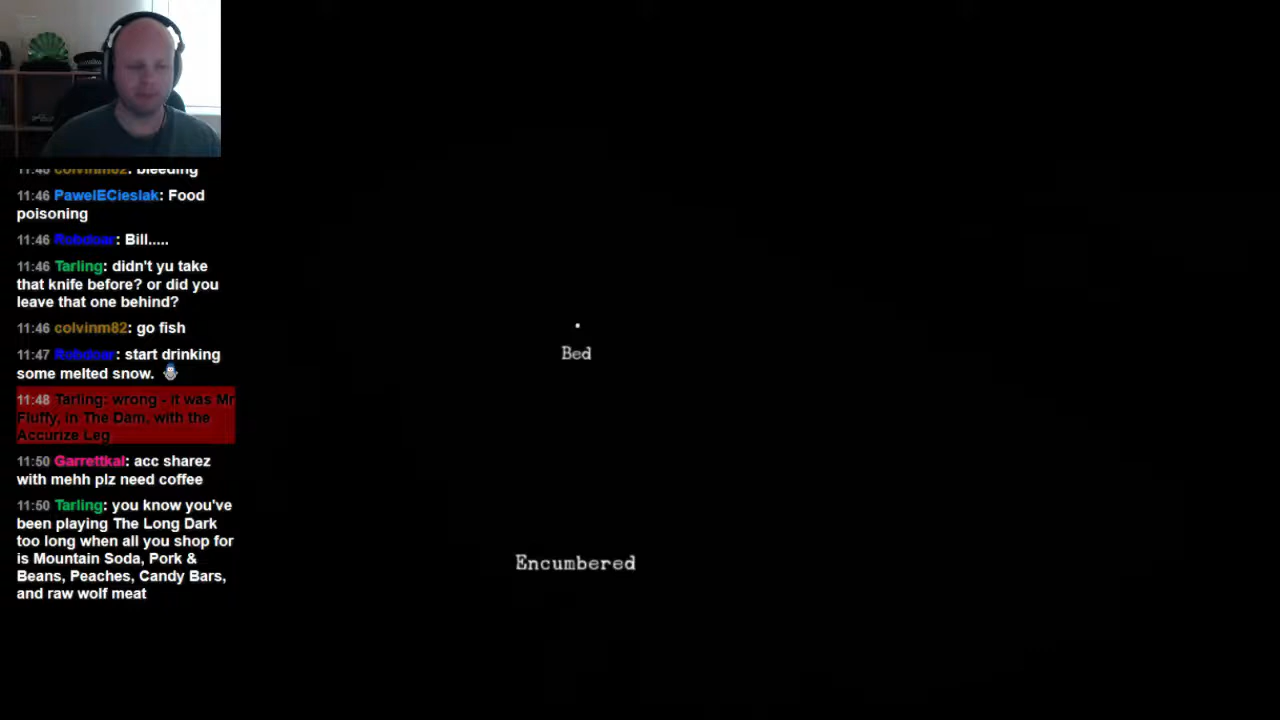 11:46 colvinm82: bleeding
11:46 PawelECieslak: Food
poisoning
11:46 Robdoar: Bill.....
11:46 Tarling: didn't yu take
that knife before? or did you
leave that one behind?
11:46 colvinm82: go fish
11:47 Robdoar: start drinking
some melted snow.
11:48 Tarling: wrong - it was Mr
Fluffy, in The Dam, with the
Accurize Leg
11:50 Garrettkal: acc sharez
with mehh plz need coffee
11:50 Tarling: you know you've
been playing The Long Dark
too long when all you shop for
is Mountain Soda, Pork &
Beans, Peaches, Candy Bars,
and raw wolf meat
Bed
Encumbered